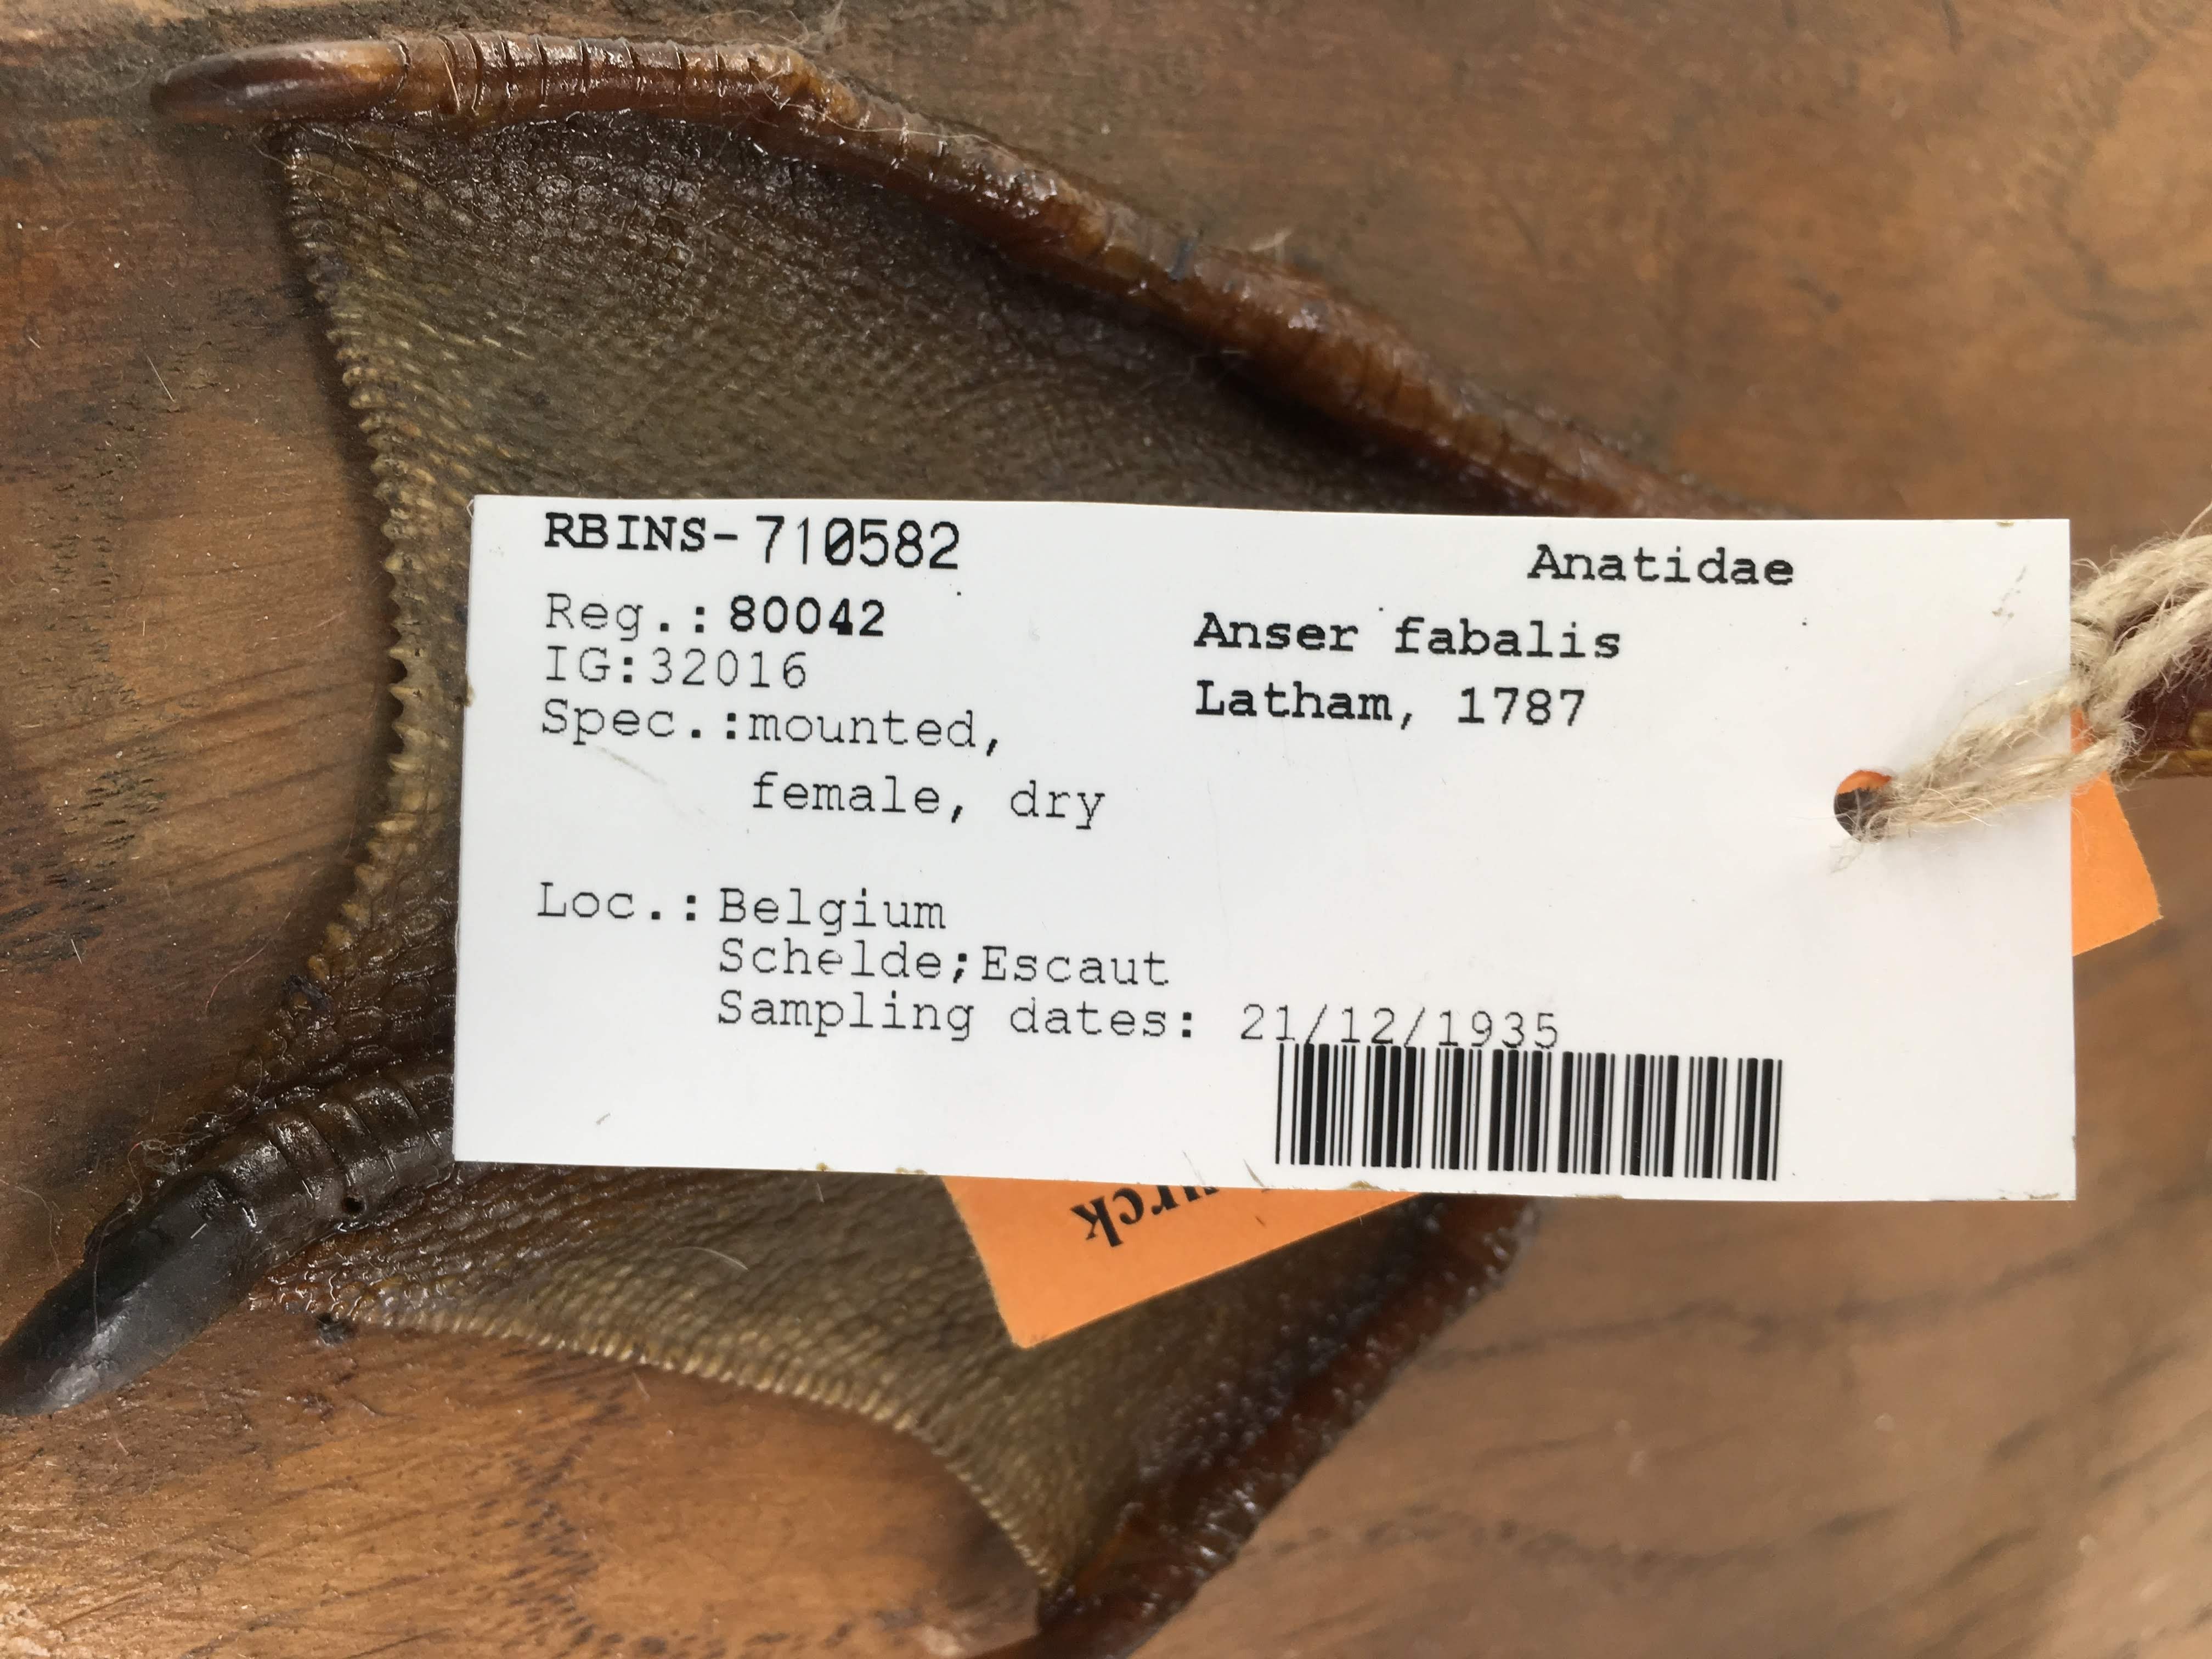 RBINS-710582
Anatidae
Reg.: 80042
Anser fabalis
IG:32016
Latham, 1787
Spec.:mounted,
female, dry
Loc.: Belgium
Schelde;Escaut
Sampling dates: 21/12/1935